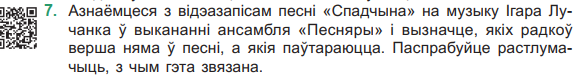 7. Азнаёмцеся з відэазапісам песні «Спадчына» на музыку Ігара Лу-
чанка ў выкананні ансамбля «Песняры» і вызначце, якіх радкоў
верша няма ў песні, а якія паўтараюцца. Паспрабуйце растлума-
чыць, з чым гэта звязана.